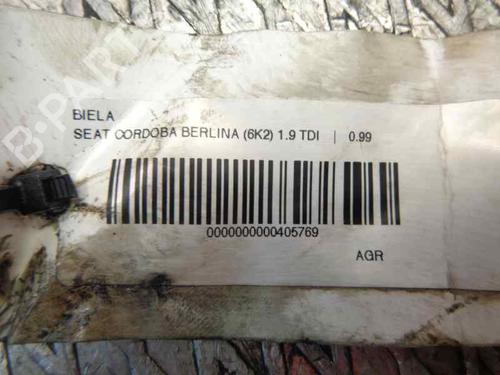 BIELA
SEAT CORDOBA BERLINA (6K2) 1.9 TDI | 0.99
0000000000405769
AGR
B-PARTS